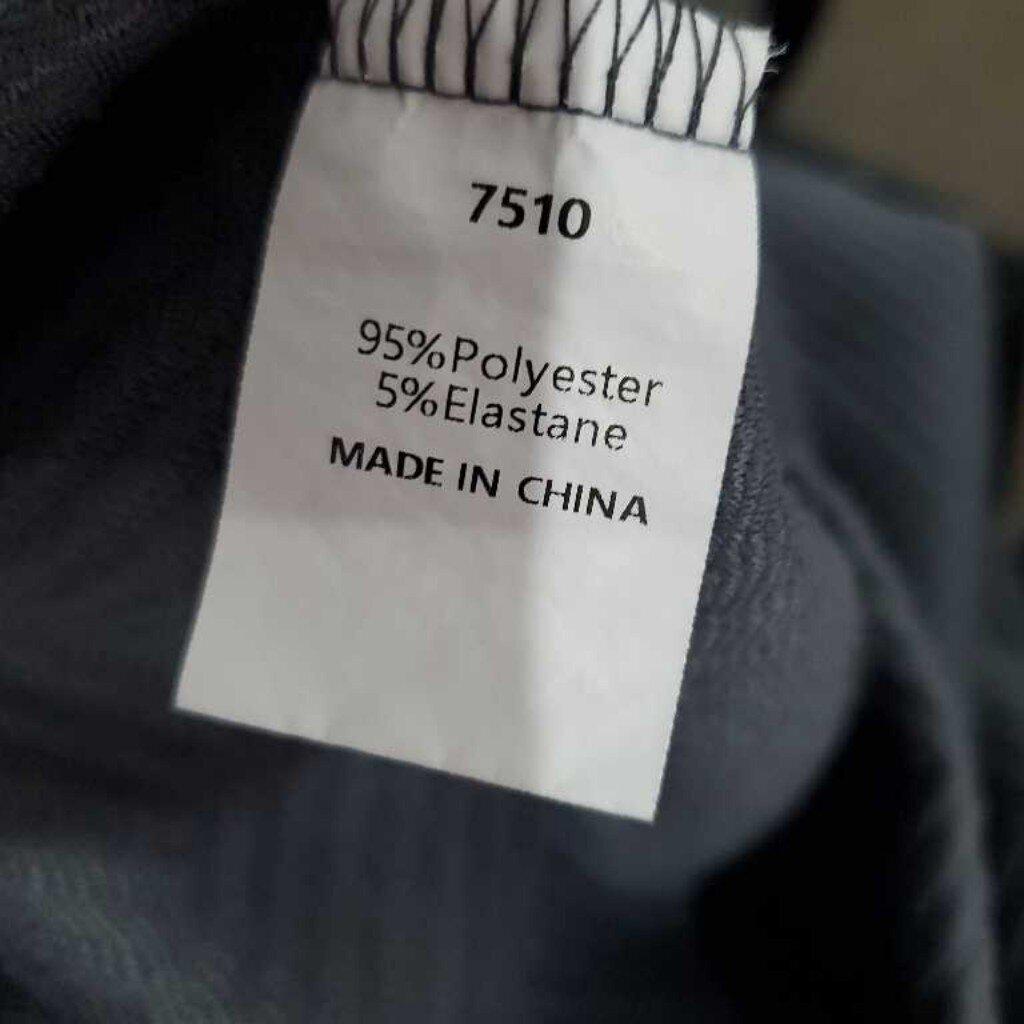 7510
95%Polyester
5%Elastane
MADE IN CHINA